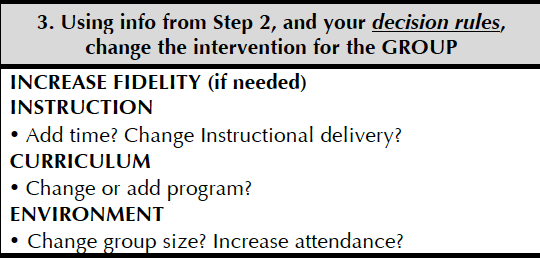 3. Using info from Step 2, and your decision rules,
change the intervention for the GROUP
INCREASE FIDELITY (if needed)
INSTRUCTION
• Add time? Change Instructional delivery?
CURRICULUM
• Change or add program?
ENVIRONMENT
• Change group size? Increase attendance?